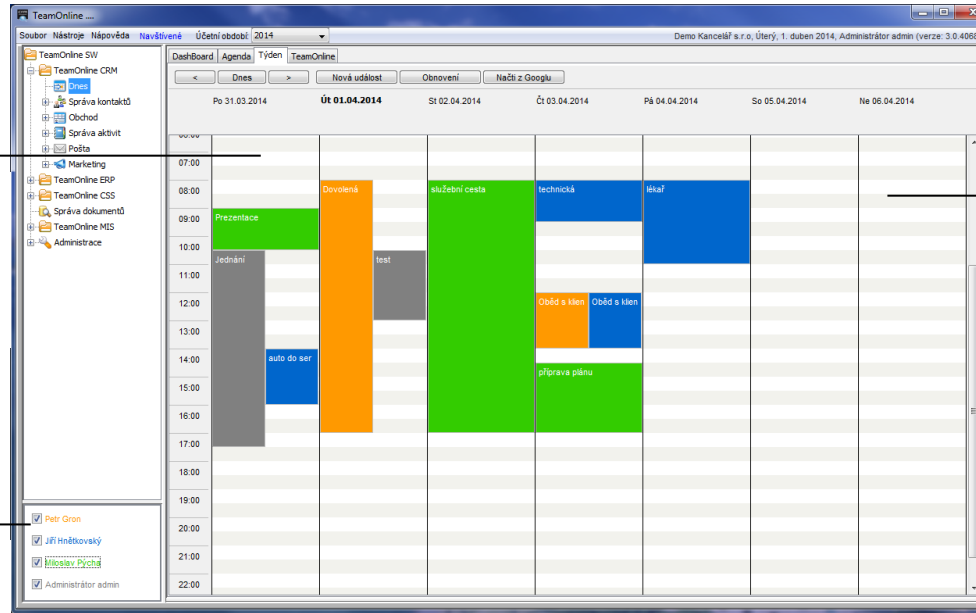 TeamOnline ....
Soubor Nástroje Nápověda Navštívené Účetní období: 2014
Demo Kancelář s.r.o, Úterý, 1. duben 2014, Administrátor admin (verze: 3.0.4068
TeamOnline SW
TeamOnline CRM
Dnes
Správa kontaktů
Obchod
Správa aktivit
Pošta
Marketing
TeamOnline ERP
TeamOnline CSS
Správa dokumentů
TeamOnline MIS
Administrace
Petr Gron
Jiří Hnětkovský
Miloslav Pýcha
Administrátor admin
DashBoard Agenda Týden TeamOnline
< Dnes > Nová událost Obnovení Načti z Googlu
Po 31.03.2014 Út 01.04.2014 St 02.04.2014 Čt 03.04.2014 Pá 04.04.2014 So 05.04.2014 Ne 06.04.2014
07:00
08:00 Dovolená služební cesta technická lékař
09:00 Prezentace
10:00
Jednání test
11:00
12:00 Oběd s klien Oběd s klien
13:00
14:00 auto do ser
příprava plánu
15:00
16:00
17:00
18:00
19:00
20:00
21:00
22:00